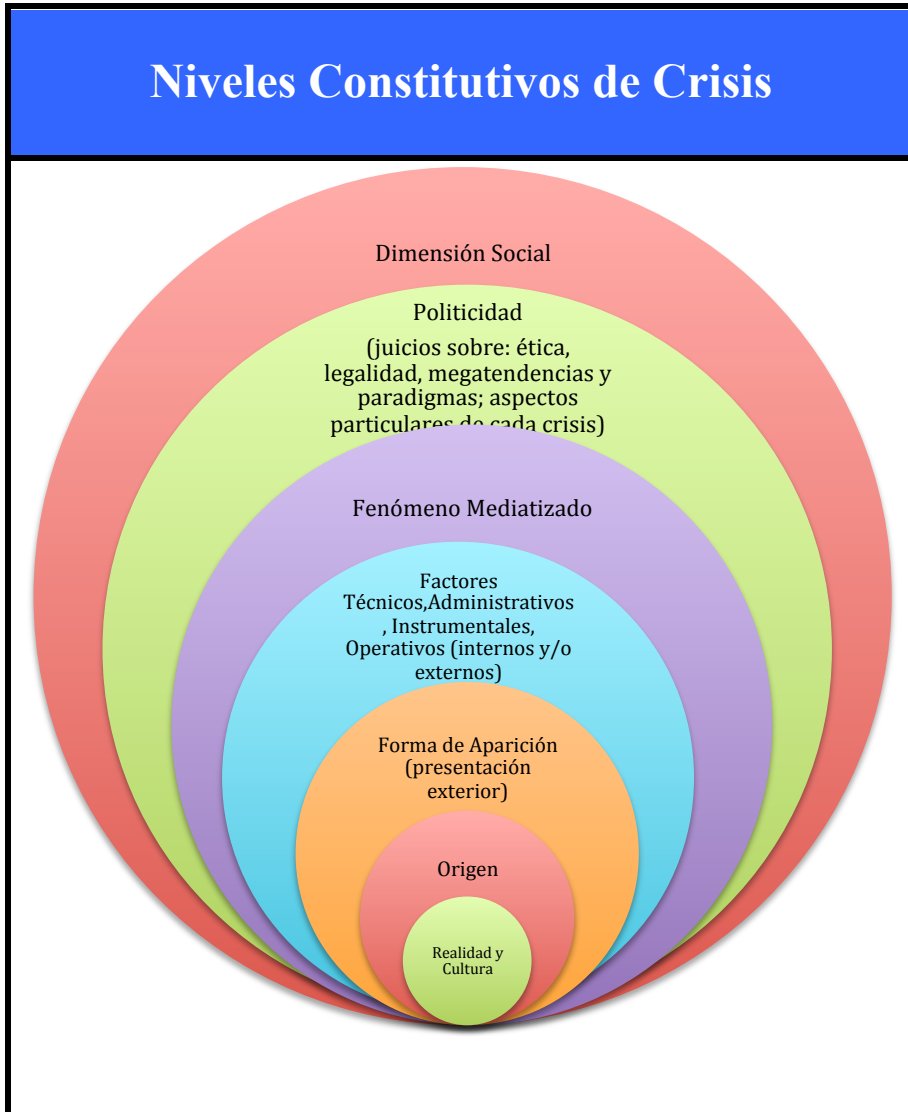 Niveles Constitutivos de Crisis
Dimensión Social
Politicidad
(juicios sobre: ética,
legalidad, megatendencias y
paradigmas; aspectos
particulares de cada crisis)
Fenómeno Mediatizado
Factores
Técnicos,Administrativos
, Instrumentales,
Operativos (internos y/o
externos)
Forma de Aparición
(presentación
exterior)
Origen
Realidad y
Cultura